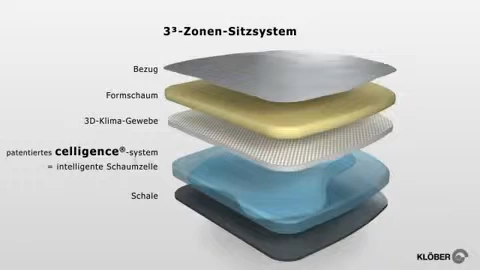 3³-Zonen-Sitzsystem
Bezug
Formschaum
3D-Klima-Gewebe
patentiertes celligence®-system
= intelligente Schaumzelle
Schale
KLÖBER